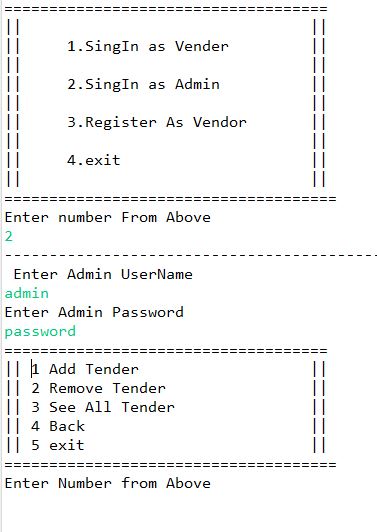 ====================================
||                                ||
||     1.SingIn as Vender         ||
||                                ||
||     2.SingIn as Admin          ||
||                                ||
||     3.Register As Vendor       ||
||                                ||
||     4.exit                     ||
||                                ||
=====================================
Enter number From Above
2
------------------------------------------
 Enter Admin UserName
admin
Enter Admin Password
password
====================================
|| 1 Add Tender                   ||
|| 2 Remove Tender                ||
|| 3 See All Tender               ||
|| 4 Back                         ||
|| 5 exit                         ||
=====================================
Enter Number from Above